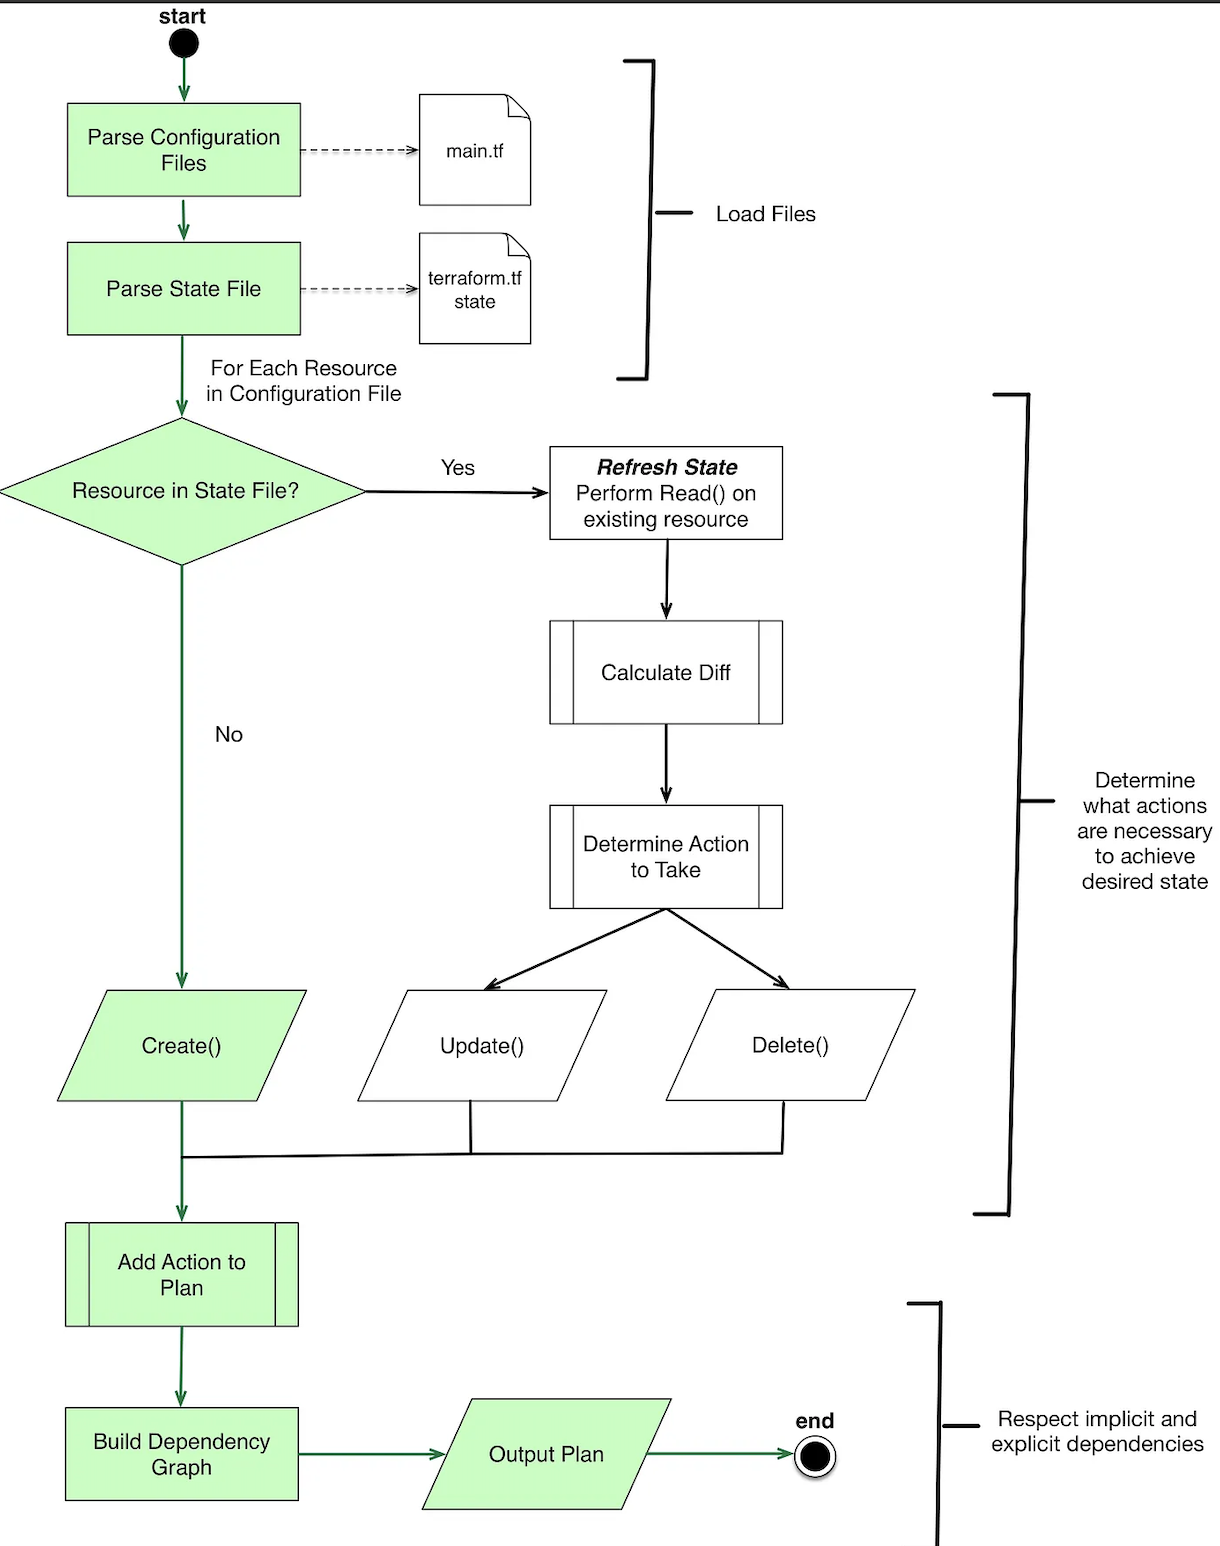 start
Parse Configuration
Files
main.tf
Load Files
Parse State File
terraform.tf
state
For Each Resource
in Configuration File
Resource in State File?
Yes
Refresh State
Perform Read() on
existing resource
Calculate Diff
No
Determine Action
to Take
Determine
what actions
are necessary
to achieve
desired state
Create()
Update()
Delete()
Add Action to
Plan
Build Dependency
Graph
Output Plan
end
Respect implicit and
explicit dependencies